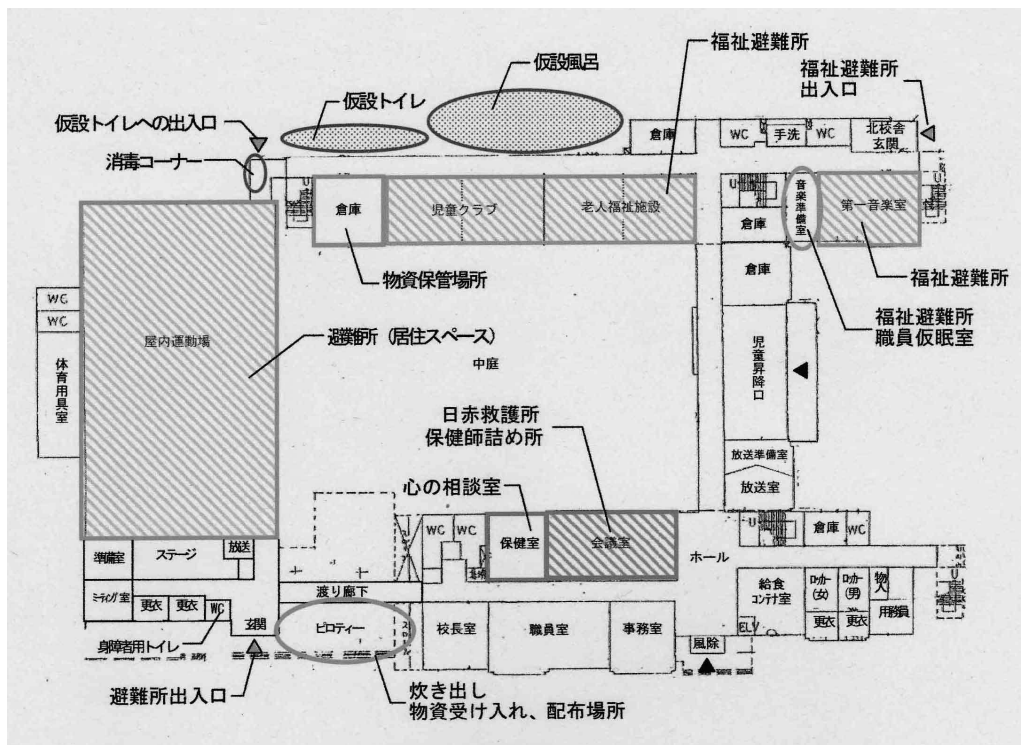 福祉避難所
仮設風呂
福祉避難所
出入口
仮設トイレ
仮設トイレへの出入口
消毒コーナー
倉庫
WC
手洗
WC
北校舎
玄関
U
倉庫
児童クラブ
老人福祉施設
U
倉庫
音楽準備室
第一音楽室
U
物資保管場所
倉庫
福祉避難所
福祉避難所
職員仮眠室
WC
WC
体育用具室
屋内運動場
避難所（居住スペース）
中庭
児童昇降口
日赤救護所
保健師詰め所
心の相談室
放送準備室
放送室
WC
WC
保健室
会議室
ホール
U
倉庫
WC
準備室
ステージ
放送
渡り廊下
給食
コンテナ室
ロッカー
(女)
ロッカー
(男)
物入
U
ミーティング室
更衣
更衣
WC
玄関
ピロティー
校長室
職員室
事務室
風除
ELV
更衣
更衣
用務員
身障者用トイレ
避難所出入口
炊き出し
物資受け入れ、配布場所